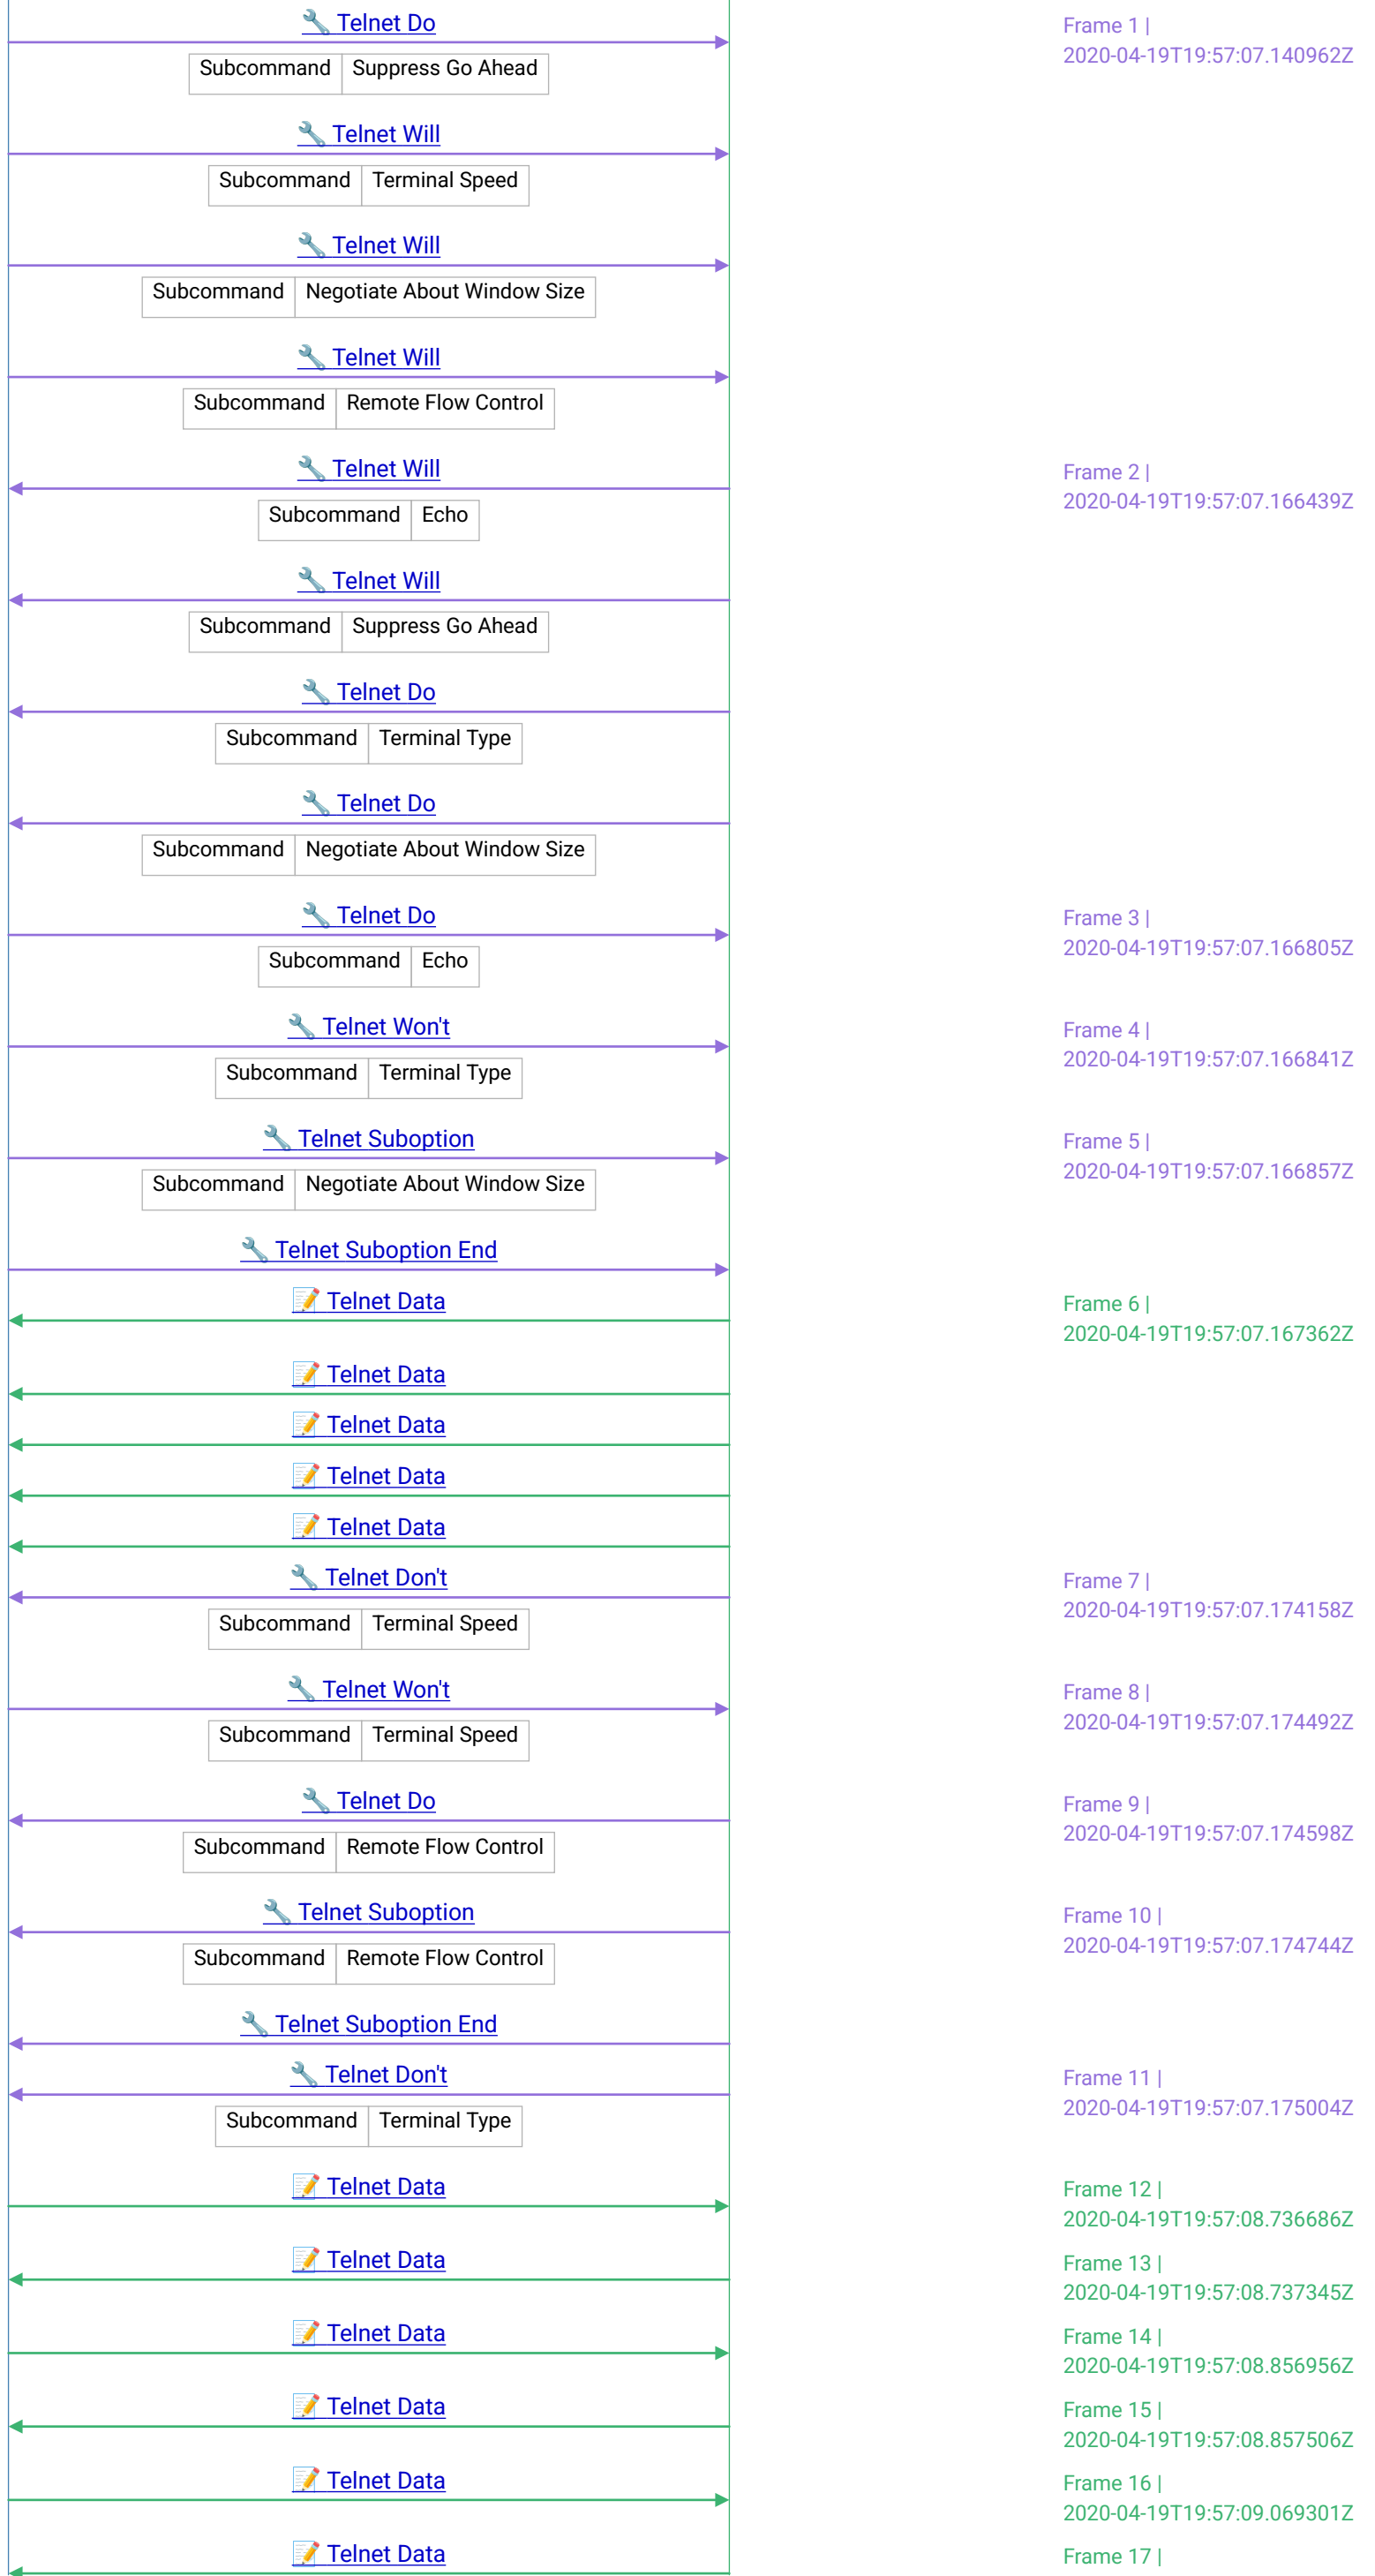 🔧 Telnet Do
Frame 1 |
2020-04-19T19:57:07.140962Z
Subcommand Suppress Go Ahead
🔧 Telnet Will
Subcommand Terminal Speed
🔧 Telnet Will
Subcommand Negotiate About Window Size
🔧 Telnet Will
Subcommand Remote Flow Control
🔧 Telnet Will
Frame 2 |
2020-04-19T19:57:07.166439Z
Subcommand Echo
🔧 Telnet Will
Subcommand Suppress Go Ahead
🔧 Telnet Do
Subcommand Terminal Type
🔧 Telnet Do
Subcommand Negotiate About Window Size
🔧 Telnet Do
Frame 3 |
2020-04-19T19:57:07.166805Z
Subcommand Echo
🔧 Telnet Won't
Frame 4 |
2020-04-19T19:57:07.166841Z
Subcommand Terminal Type
🔧 Telnet Suboption
Frame 5 |
2020-04-19T19:57:07.166857Z
Subcommand Negotiate About Window Size
🔧 Telnet Suboption End
📝 Telnet Data
Frame 6 |
2020-04-19T19:57:07.167362Z
📝 Telnet Data
📝 Telnet Data
📝 Telnet Data
📝 Telnet Data
🔧 Telnet Don't
Frame 7 |
2020-04-19T19:57:07.174158Z
Subcommand Terminal Speed
🔧 Telnet Won't
Frame 8 |
2020-04-19T19:57:07.174492Z
Subcommand Terminal Speed
🔧 Telnet Do
Frame 9 |
2020-04-19T19:57:07.174598Z
Subcommand Remote Flow Control
🔧 Telnet Suboption
Frame 10 |
2020-04-19T19:57:07.174744Z
Subcommand Remote Flow Control
🔧 Telnet Suboption End
🔧 Telnet Don't
Frame 11 |
2020-04-19T19:57:07.175004Z
Subcommand Terminal Type
📝 Telnet Data
Frame 12 |
2020-04-19T19:57:08.736686Z
📝 Telnet Data
Frame 13 |
2020-04-19T19:57:08.737345Z
📝 Telnet Data
Frame 14 |
2020-04-19T19:57:08.856956Z
📝 Telnet Data
Frame 15 |
2020-04-19T19:57:08.857506Z
📝 Telnet Data
Frame 16 |
2020-04-19T19:57:09.069301Z
📝 Telnet Data
Frame 17 |